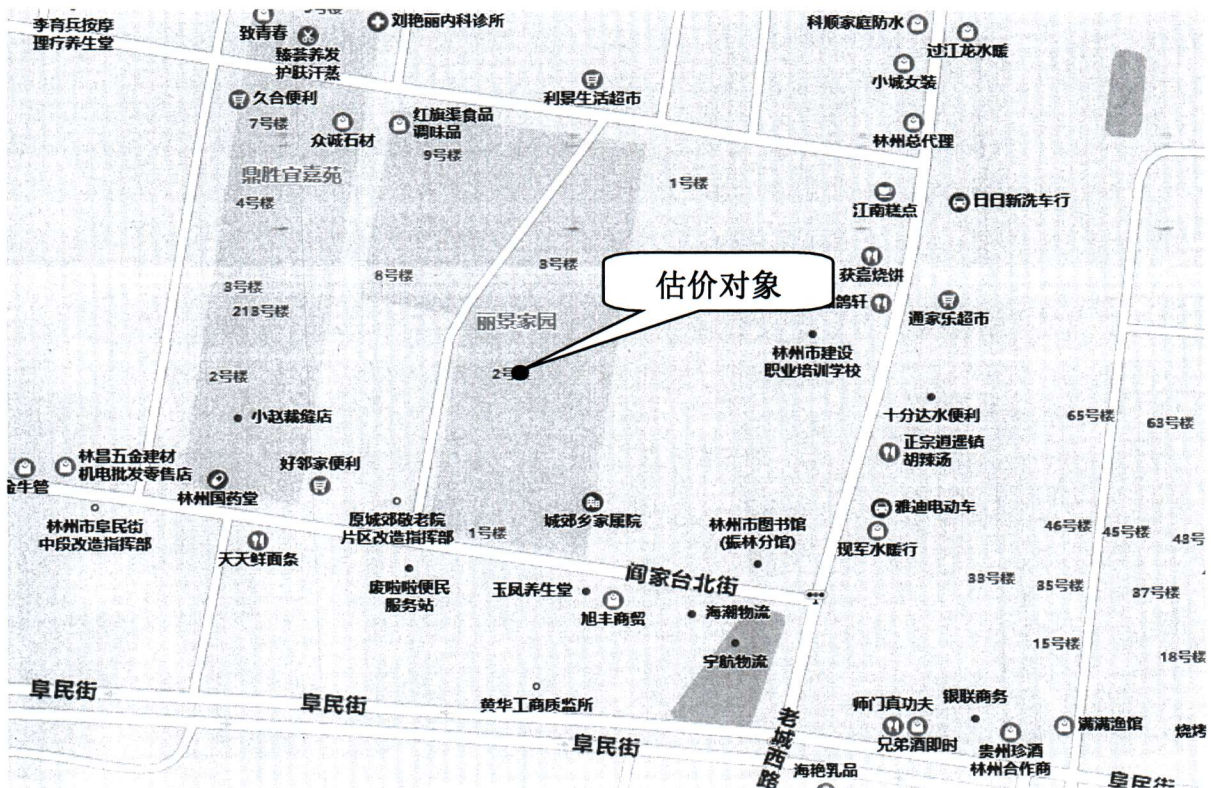 李育兵按摩
理疗养生堂
致青春
臻荟养发
护肤汗蒸
刘艳丽内科诊所
科顺家庭防水
过江龙水暖
小城女装
久合便利
7号楼
众诚石材
红旗渠食品
调味品
9号楼
利景生活超市
林州总代理
鼎胜宜嘉苑
4号楼
1号楼
江南糕点
日日新洗车行
3号楼
213号楼
8号楼
3号楼
估价对象
获嘉烧饼
鸽轩
通家乐超市
丽景家园
林州市建设
职业培训学校
2号楼
2号
小赵裁缝店
十分达水便利
65号楼
63号楼
正宗逍遥镇
胡辣汤
林昌五金建材
机电批发零售店
金牛管
林州国药堂
好邻家便利
林州市阜民街
中段改造指挥部
天天鲜面条
原城郊敬老院
片区改造指挥部
1号楼
城郊乡家属院
林州市图书馆
(振林分馆)
雅迪电动车
现军水暖行
46号楼
45号楼
43号
废啦啦便民
服务站
玉凤养生堂
旭丰商贸
阎家台北街
海潮物流
宇航物流
33号楼
35号楼
37号楼
15号楼
18号楼
阜民街
阜民街
黄华工商质监所
阜民街
老城西路
师门真功夫
兄弟酒即时
银联商务
贵州珍酒
林州合作商
满满渔馆
烧烤
海艳乳品
阜民街